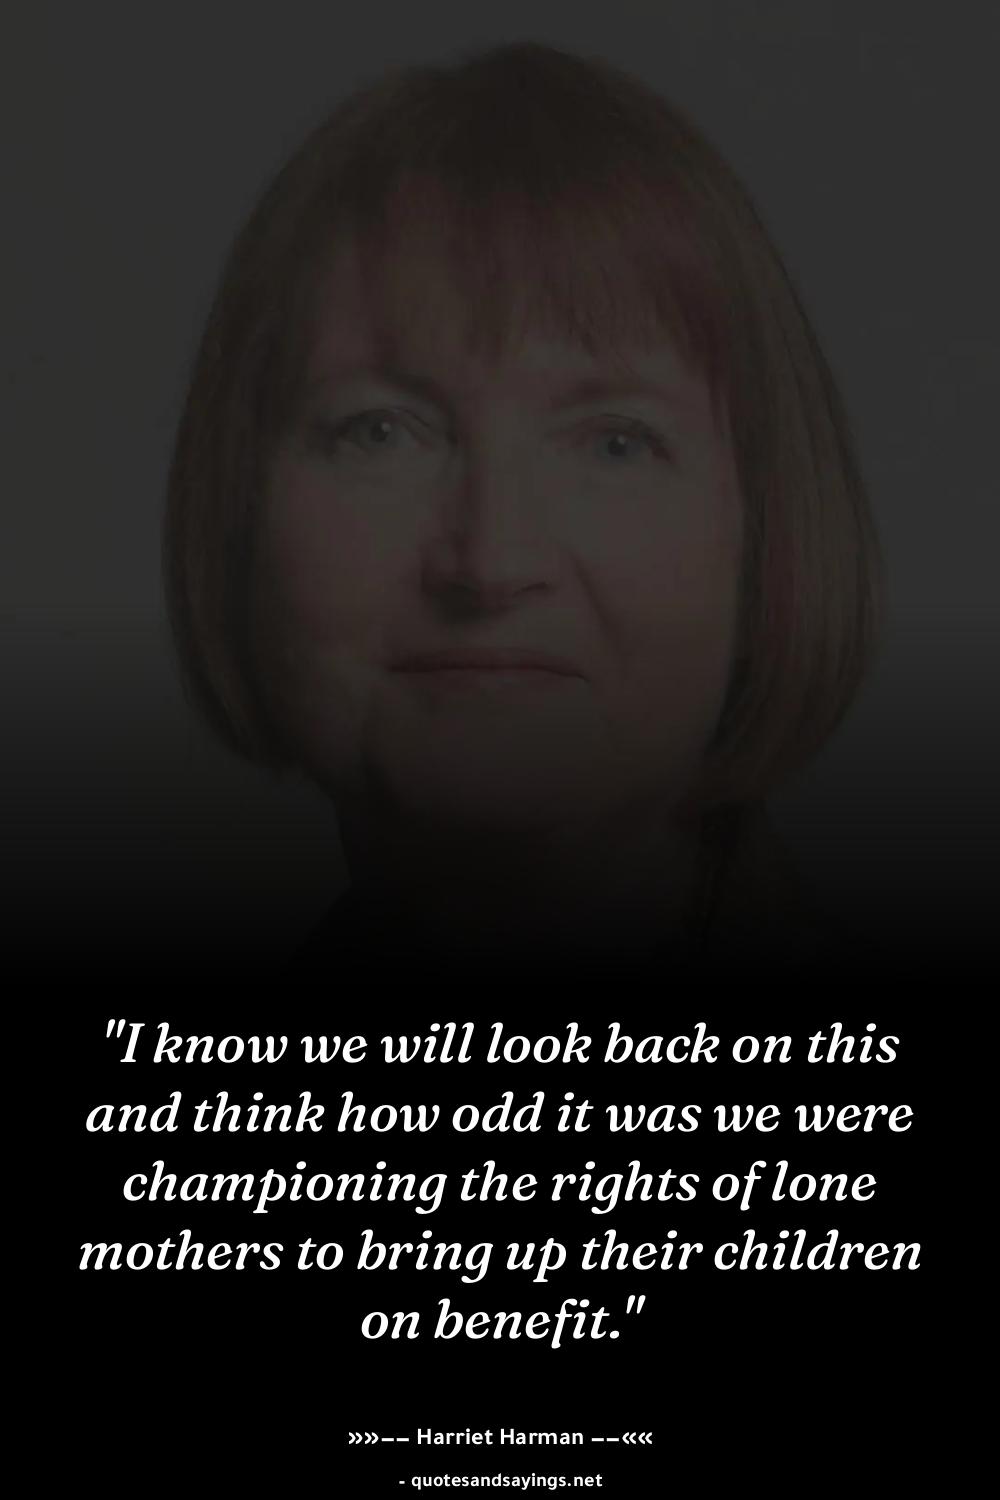 "I know we will look back on this
and think how odd it was we were
championing the rights of lone
mothers to bring up their children
on benefit."
»»−− Harriet Harman −−««
- quotesandsayings.net